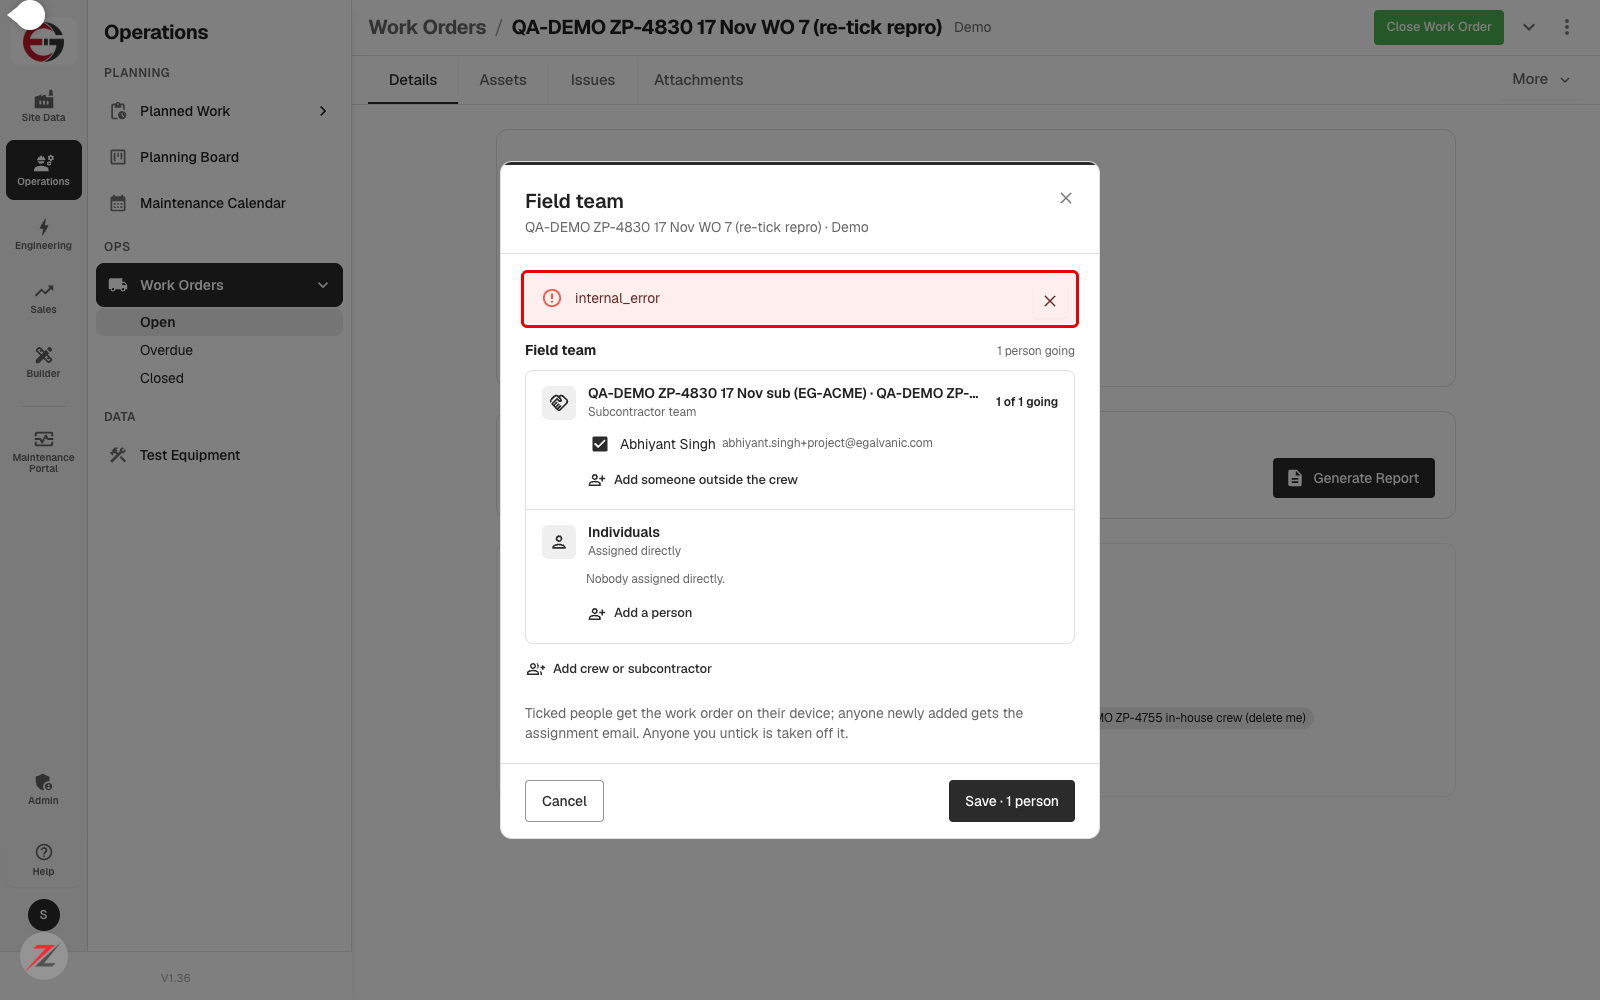 Operations
PLANNING
Planned Work
Planning Board
Maintenance Calendar
OPS
Work Orders
Open
Overdue
Closed
DATA
Test Equipment
V1.36
Site Data
Operations
Engineering
Sales
Builder
Maintenance
Portal
Admin
Help
S
Work Orders / QA-DEMO ZP-4830 17 Nov WO 7 (re-tick repro) Demo
Close Work Order
Details Assets Issues Attachments More
Generate Report
MO ZP-4755 in-house crew (delete me)
Field team
QA-DEMO ZP-4830 17 Nov WO 7 (re-tick repro) · Demo
internal_error
Field team 1 person going
QA-DEMO ZP-4830 17 Nov sub (EG-ACME) · QA-DEMO ZP-... 1 of 1 going
Subcontractor team
Abhiyant Singh abhiyant.singh+project@egalvanic.com
Add someone outside the crew
Individuals
Assigned directly
Nobody assigned directly.
Add a person
Add crew or subcontractor
Ticked people get the work order on their device; anyone newly added gets the
assignment email. Anyone you untick is taken off it.
Cancel
Save · 1 person